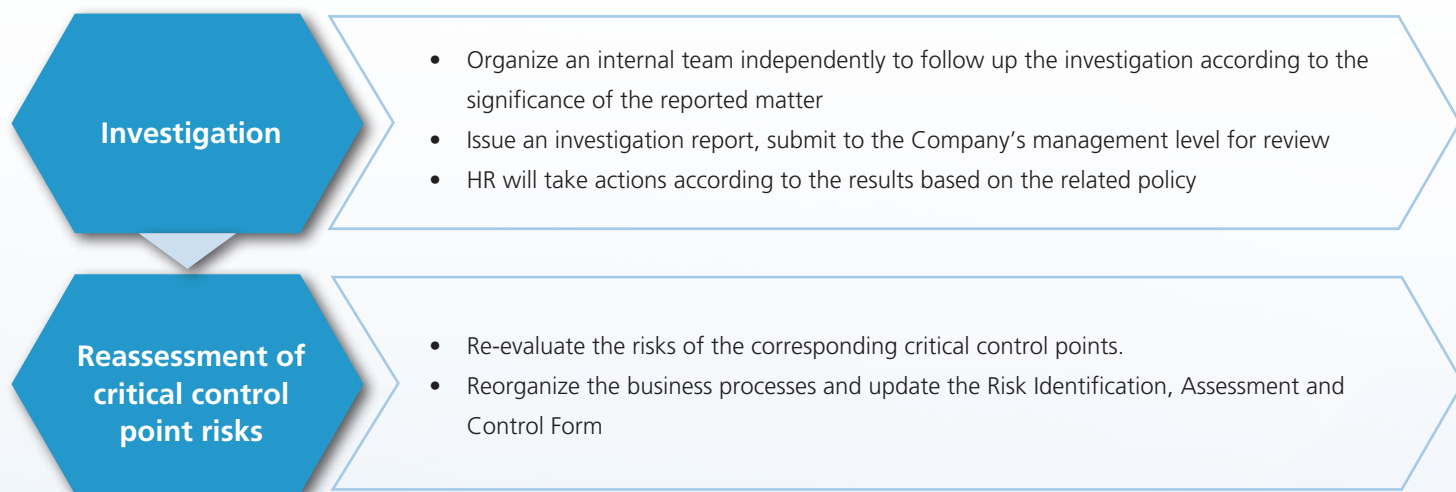 Investigation
• Organize an internal team independently to follow up the investigation according to the
significance of the reported matter
• Issue an investigation report, submit to the Company’s management level for review
• HR will take actions according to the results based on the related policy
Reassessment of
critical control
point risks
• Re-evaluate the risks of the corresponding critical control points.
• Reorganize the business processes and update the Risk Identification, Assessment and
Control Form